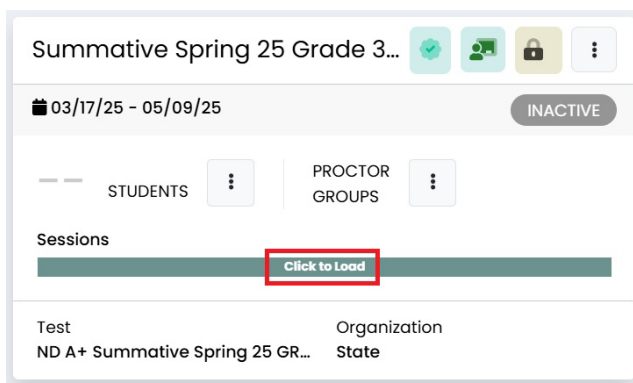 Summative Spring 25 Grade 3...
03/17/25 - 05/09/25 INACTIVE
STUDENTS
PROCTOR
GROUPS
Sessions
Click to Load
Test
ND A+ Summative Spring 25 GR...
Organization
State